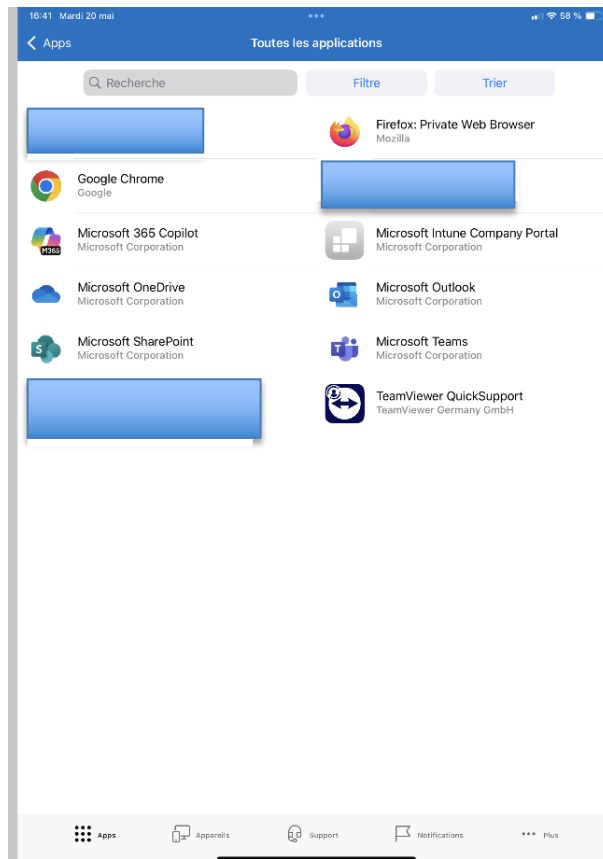 16:41 Mardi 20 mai
58 %
Apps
Toutes les applications
Recherche
Filtre
Trier
Firefox: Private Web Browser
Mozilla
Google Chrome
Google
M365
Microsoft 365 Copilot
Microsoft Corporation
Microsoft Intune Company Portal
Microsoft Corporation
Microsoft OneDrive
Microsoft Corporation
Microsoft Outlook
Microsoft Corporation
Microsoft SharePoint
Microsoft Corporation
Microsoft Teams
Microsoft Corporation
TeamViewer QuickSupport
TeamViewer Germany GmbH
Apps
Appareils
Support
Notifications
Plus